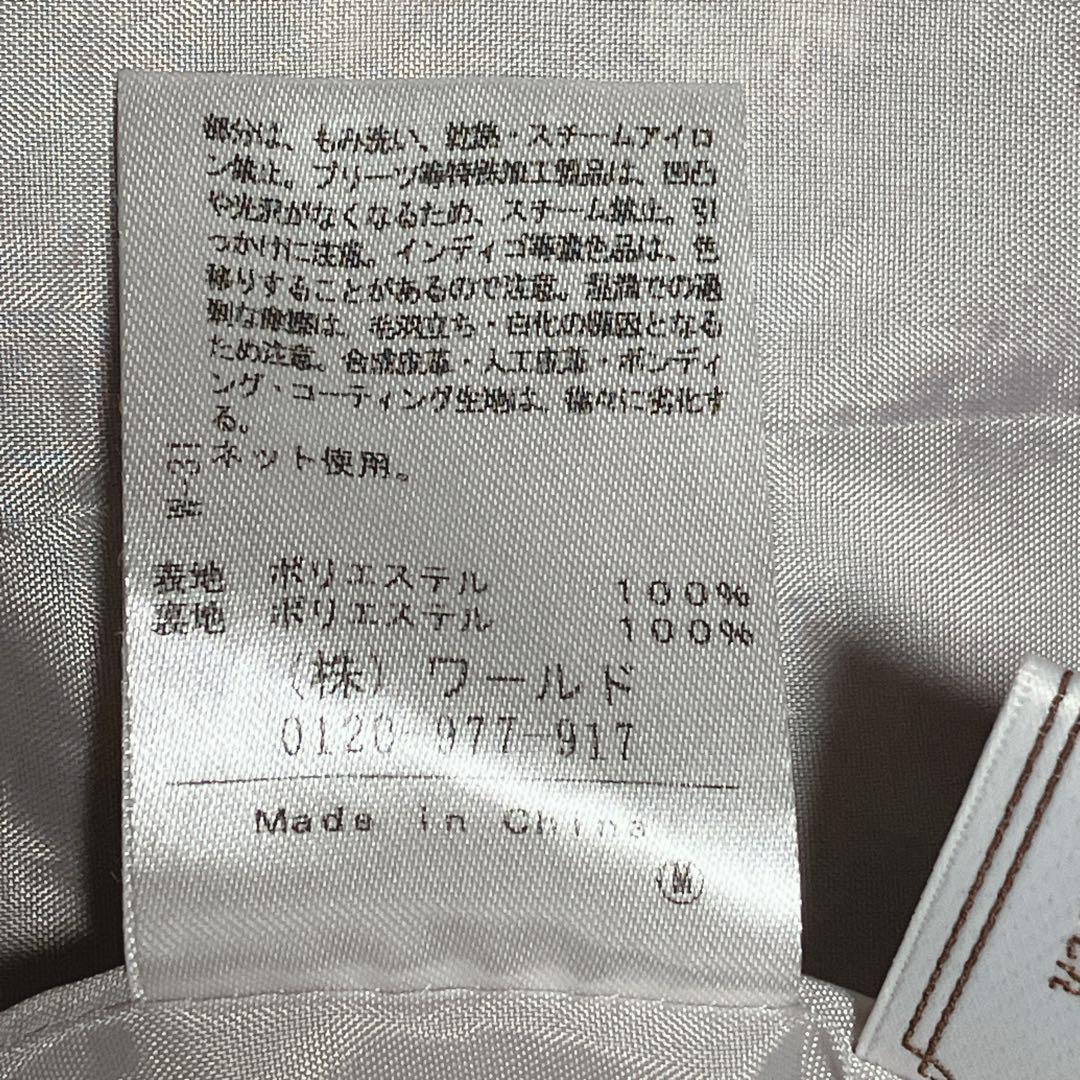 部分は、もみ洗い、乾燥・スチームアイロ
ン禁止。プリーツ等特殊加工製品は、凹凸
や光沢がなくなるため、スチーム禁止。引
っかけに注意。インディゴ等濃色品は、色
移りすることがあるので注意。湿潤での過
剰な摩擦は、毛羽立ち・白化の原因となる
ため注意。合成皮革・人工皮革・ボンディ
ング・コーティング生地は、徐々に劣化す
る。
ネット使用。
-31
表地 ポリエステル 100%
裏地 ポリエステル 100%
(株)ワールド
0120-977-917
Made in China
M